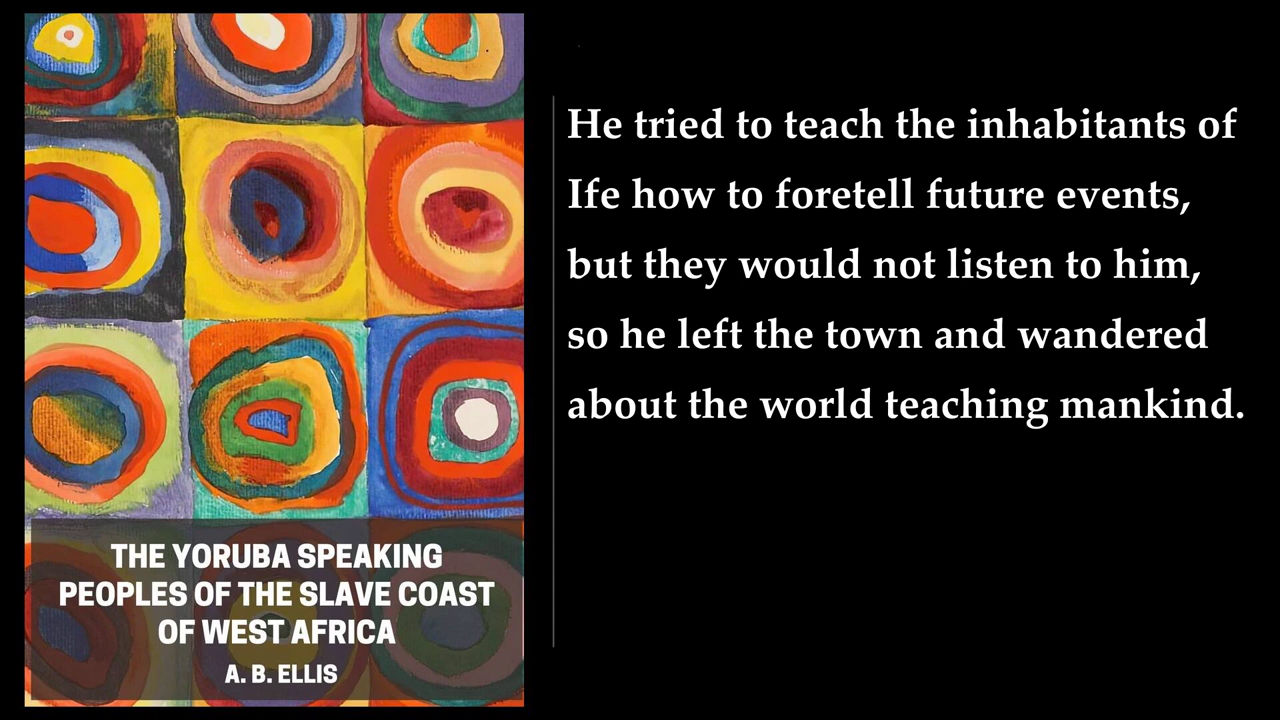 He tried to teach the inhabitants of
Ife how to foretell future events,
but they would not listen to him,
so he left the town and wandered
about the world teaching mankind.
THE YORUBA SPEAKING
PEOPLES OF THE SLAVE COAST
OF WEST AFRICA
A. B. ELLIS